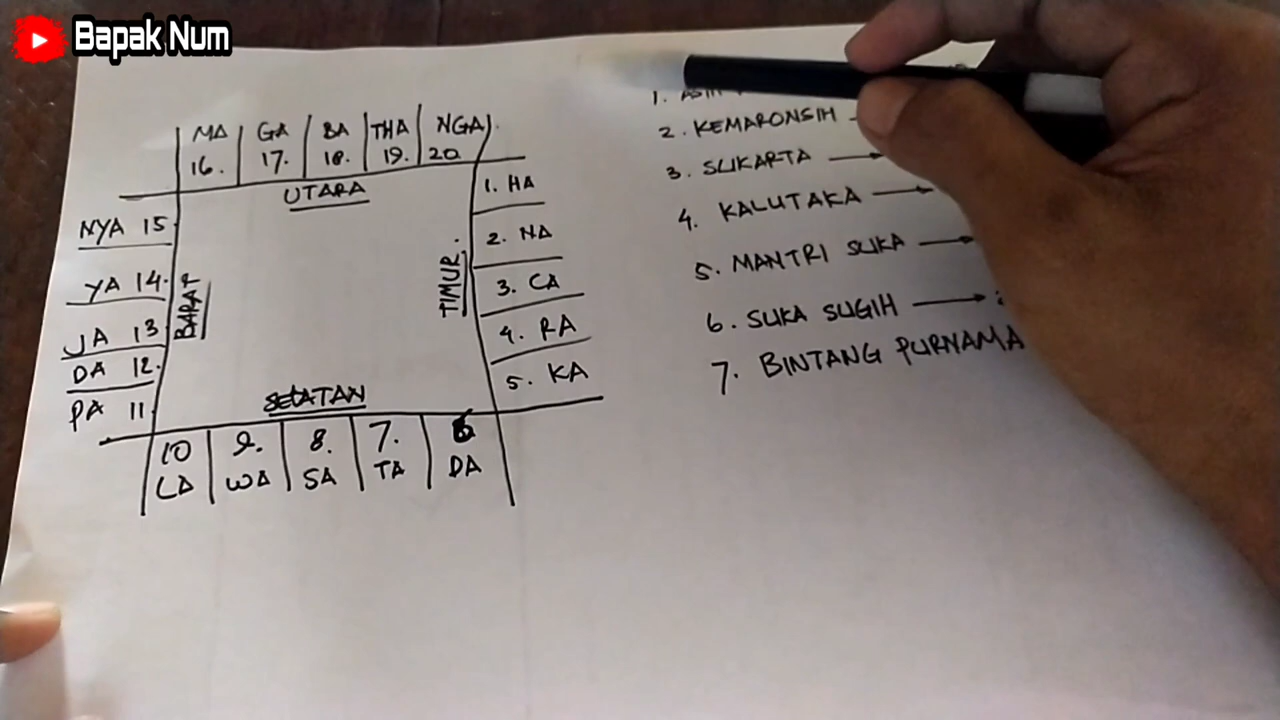 Bapak Num
MA GA BA THA NGA
16. 17. 18. 19. 20
UTARA
NYA 15
YA 14.
JA 13
DA 12.
PA 11.
BARAT
TIMUR.
1. HA
2. NA
3. CA
4. RA
5. KA
SELATAN
10 9. 8. 7. 6
LA WA SA TA DA
1.
2. KEMARONSIH
3. SUKARTA →
4. KALUTAKA →
5. MANTRI SUKA →
6. SUKA SUGIH → :
7. BINTANG PURNAMA